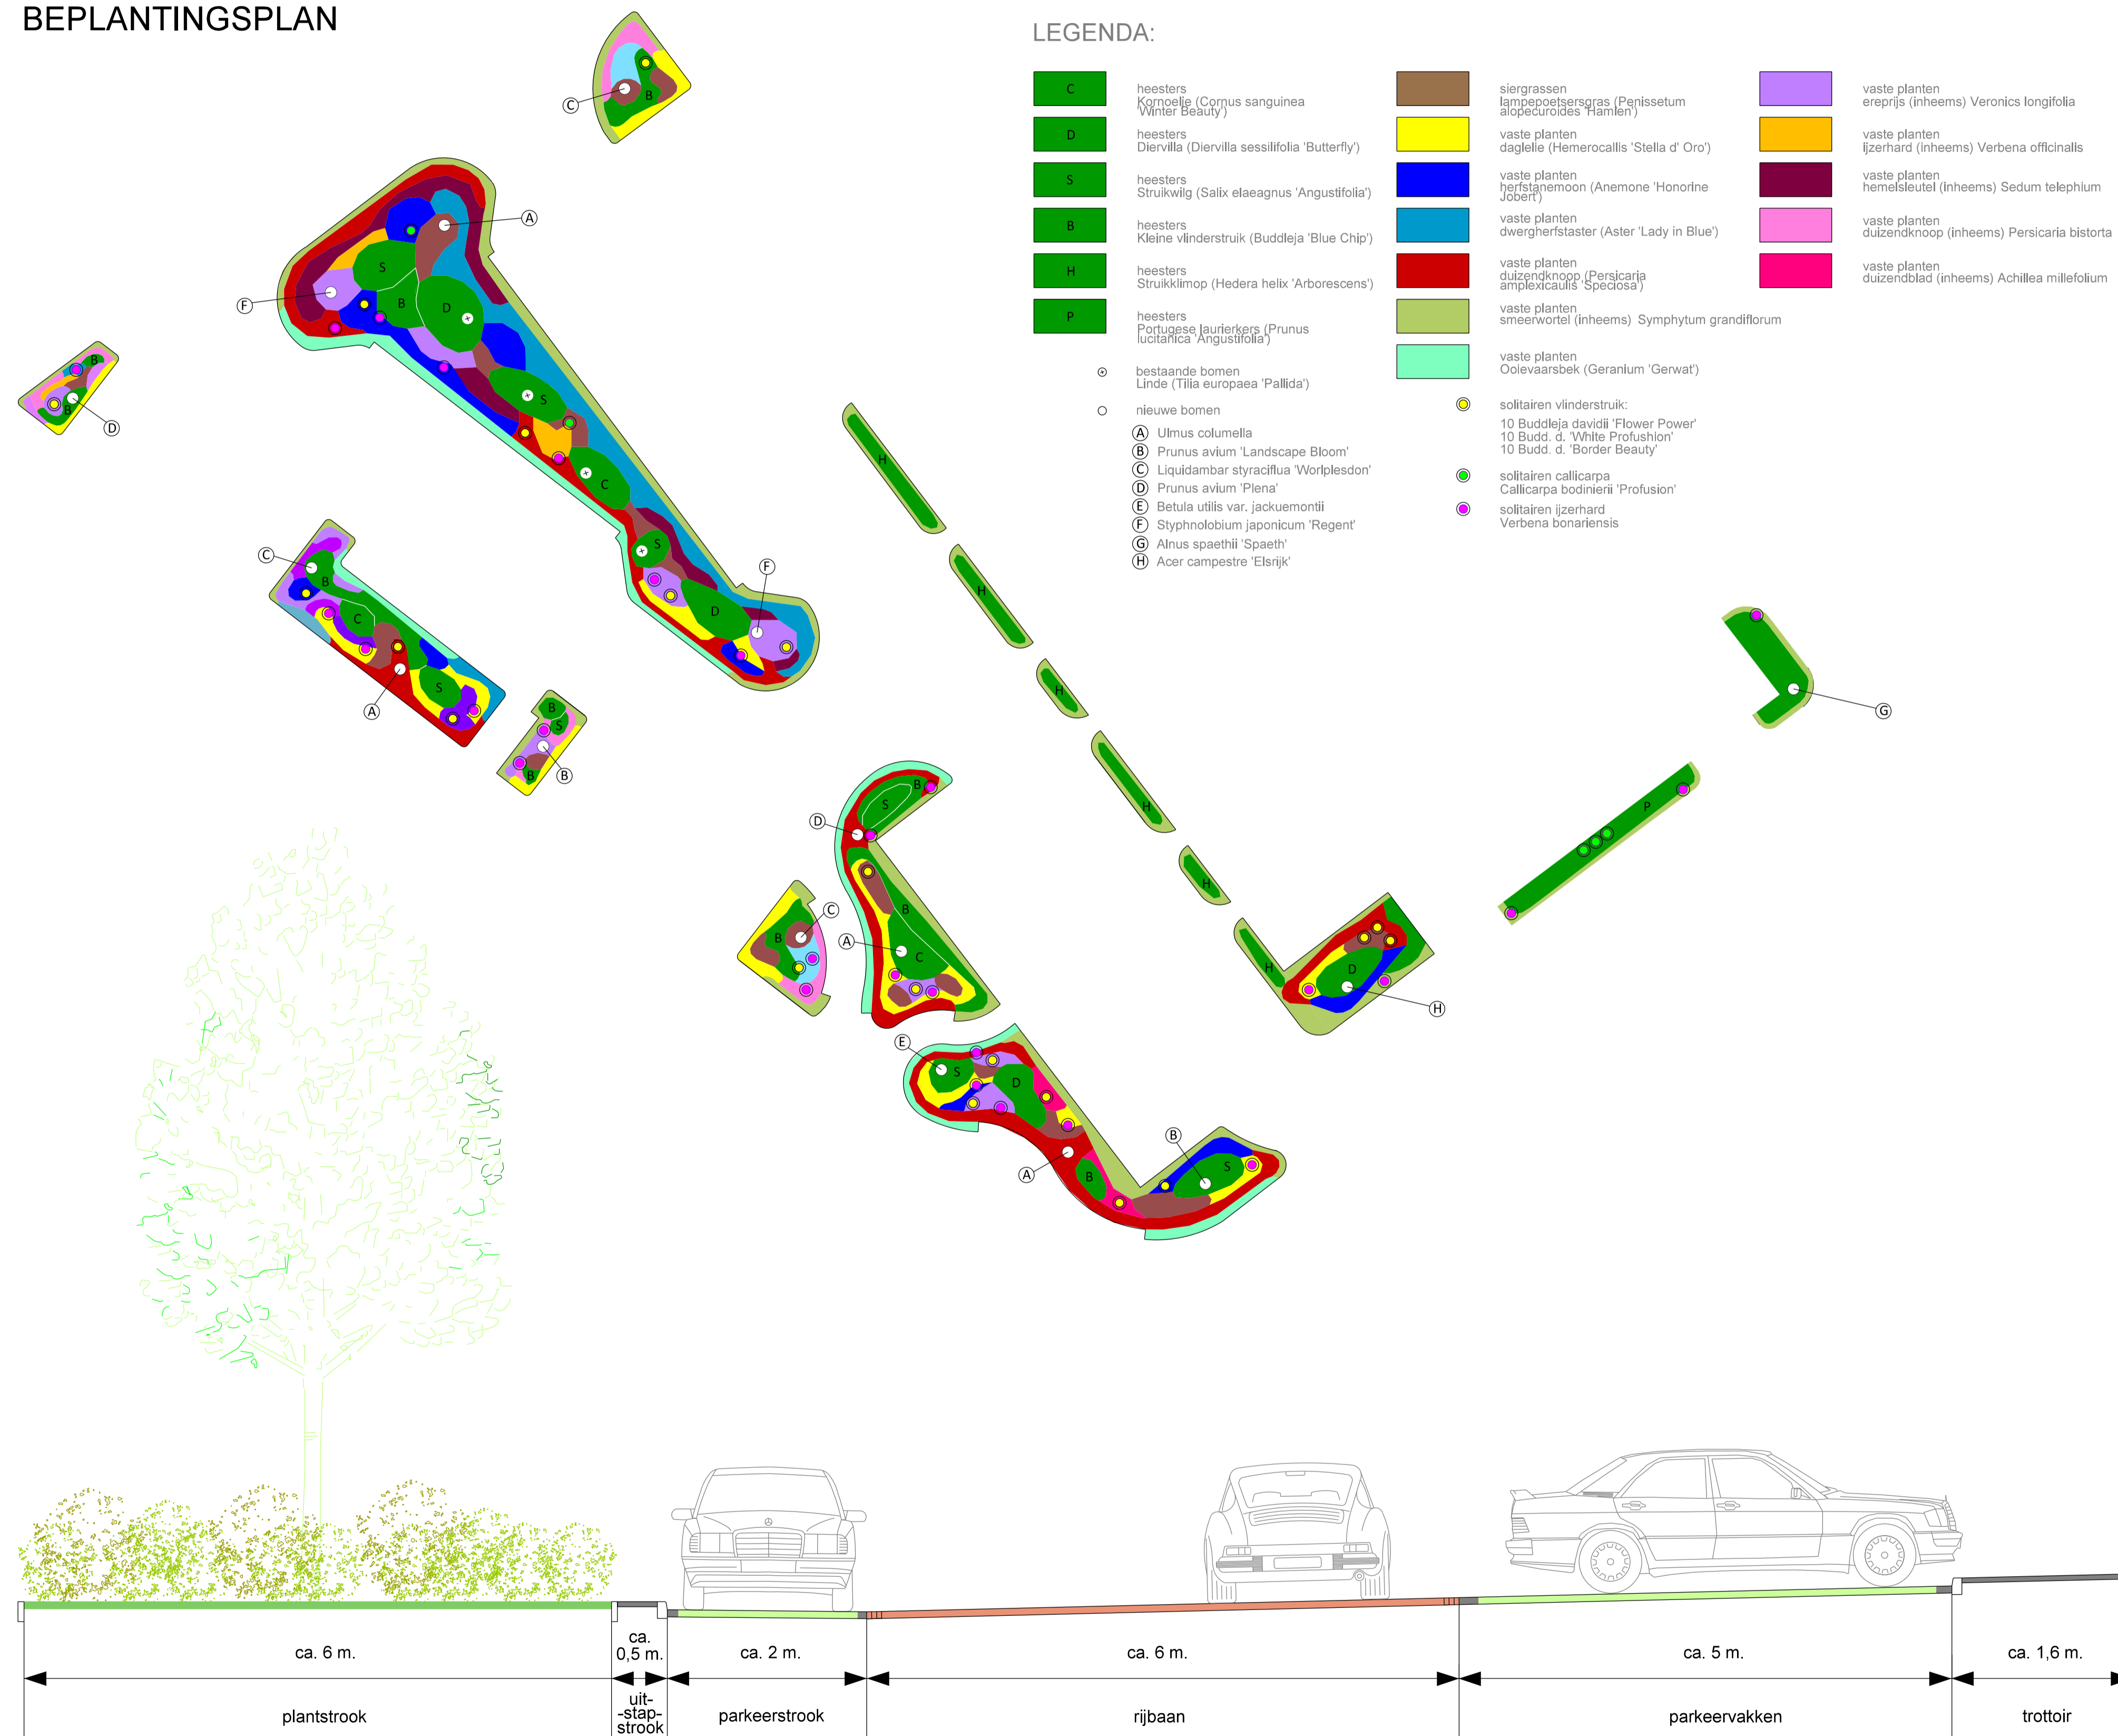 BEPLANTINGSPLAN
LEGENDA:
C
heesters
Kornoelje (Cornus sanguinea
'Winter Beauty')
D
heesters
Diervilla (Diervilla sessilifolia 'Butterfly')
S
heesters
Struikwilg (Salix elaeagnus 'Angustifolia')
B
heesters
Kleine vlinderstruik (Buddleja 'Blue Chip')
H
heesters
Struikklimop (Hedera helix 'Arborescens')
P
heesters
Portugese laurierkers (Prunus
lucitanica 'Angustifolia')
bestaande bomen
Linde (Tilia europaea 'Pallida')
nieuwe bomen
A Ulmus columella
B Prunus avium 'Landscape Bloom'
C Liquidambar styraciflua 'Worlplesdon'
D Prunus avium 'Plena'
E Betula utilis var. jackuemontii
F Styphnolobium japonicum 'Regent'
G Alnus spaethii 'Spaeth'
H Acer campestre 'Elsrijk'
siergrassen
lampepoetsersgras (Penissetum
alopecuroides 'Hamlen')
vaste planten
daglelie (Hemerocallis 'Stella d' Oro')
vaste planten
herfstanemoon (Anemone 'Honorine
Jobert')
vaste planten
dwergherfstaster (Aster 'Lady in Blue')
vaste planten
duizendknoop (Persicaria
amplexicaulis 'Speciosa')
vaste planten
smeerwortel (inheems) Symphytum grandiflorum
vaste planten
Ooievaarsbek (Geranium 'Gerwat')
solitairen vlinderstruik:
10 Buddleja davidii 'Flower Power'
10 Budd. d. 'White Profushion'
10 Budd. d. 'Border Beauty'
solitairen callicarpa
Callicarpa bodinierii 'Profusion'
solitairen ijzerhard
Verbena bonariensis
vaste planten
ereprijs (inheems) Veronics longifolia
vaste planten
ijzerhard (inheems) Verbena officinalis
vaste planten
hemelsleutel (inheems) Sedum telephium
vaste planten
duizendknoop (inheems) Persicaria bistorta
vaste planten
duizendblad (inheems) Achillea millefolium
C
B
A
F
S
B
D
S
C
S
D
F
B
B
D
C
B
C
A
S
B
S
B
B
H
H
H
H
H
H
D
H
G
P
D
S
B
B
A
C
C
B
E
S
D
A
B
B
S
ca. 6 m.
ca.
0,5 m.
ca. 2 m.
ca. 6 m.
ca. 5 m.
ca. 1,6 m.
plantstrook
uit-
-stap-
strook
parkeerstrook
rijbaan
parkeervakken
trottoir